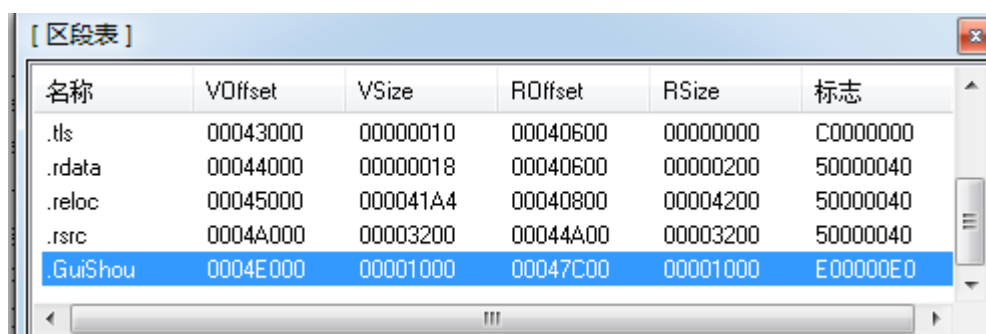 [ 区段表 ]
名称 VOffset VSize ROffset RSize 标志
.tls 00043000 00000010 00040600 00000000 C0000000
.rdata 00044000 00000018 00040600 00000200 50000040
.reloc 00045000 000041A4 00040800 00004200 50000040
.rsrc 0004A000 00003200 00044A00 00003200 50000040
.GuiShou 0004E000 00001000 00047C00 00001000 E00000E0